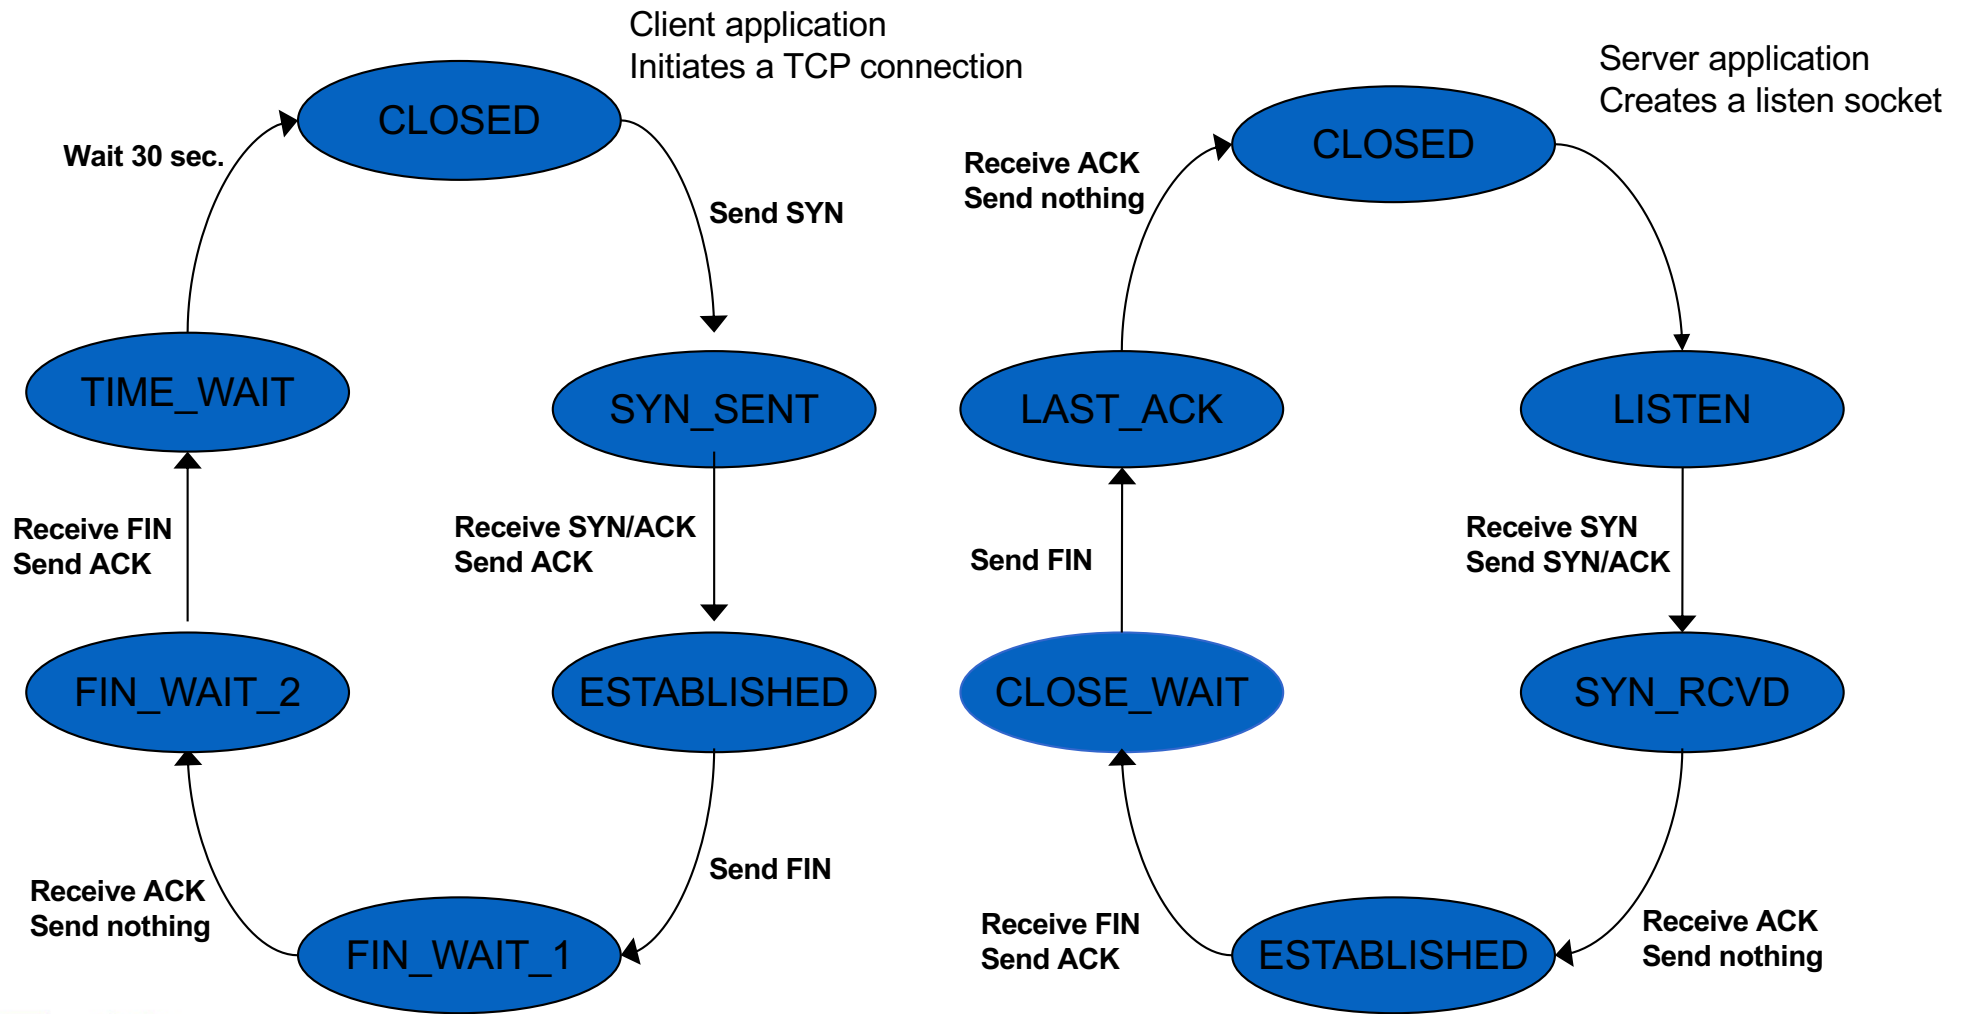 Client application
Initiates a TCP connection
CLOSED
Wait 30 sec.
Send SYN
TIME_WAIT
SYN_SENT
Receive FIN
Send ACK
Receive SYN/ACK
Send ACK
FIN_WAIT_2
ESTABLISHED
Receive ACK
Send nothing
Send FIN
FIN_WAIT_1
Server application
Creates a listen socket
CLOSED
Receive ACK
Send nothing
LAST_ACK
LISTEN
Send FIN
Receive SYN
Send SYN/ACK
CLOSE_WAIT
SYN_RCVD
Receive FIN
Send ACK
ESTABLISHED
Receive ACK
Send nothing